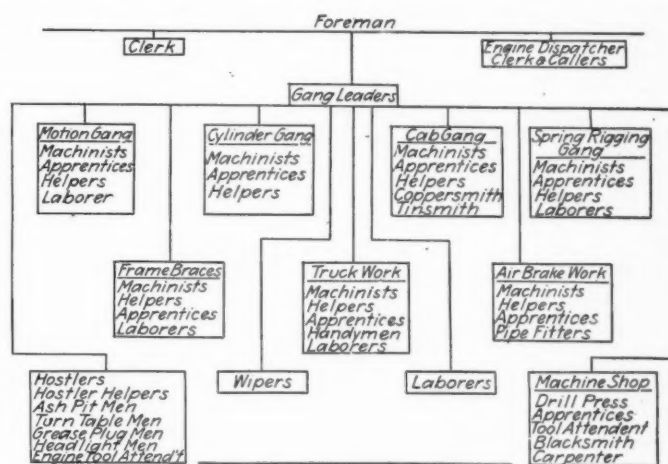 Foreman
Clerk
Engine Dispatcher
Clerk & Callers
Gang Leaders
Motion Gang
Machinists
Apprentices
Helpers
Laborer
Cylinder Gang
Machinists
Apprentices
Helpers
Cab Gang
Machinists
Apprentices
Helpers
Coppersmith
Tinsmith
Spring Rigging
Gang
Machinists
Apprentices
Helpers
Laborers
Frame Braces
Machinists
Helpers
Apprentices
Laborers
Truck Work
Machinists
Helpers
Apprentices
Handymen
Laborers
Air Brake Work
Machinists
Helpers
Apprentices
Pipe Fitters
Hostlers
Hostler Helpers
Ash Pit Men
Turn Table Men
Grease Plug Men
Headlight Men
Engine Tool Attend't
Wipers
Laborers
Machine Shop
Drill Press
Apprentices
Tool Attendent
Blacksmith
Carpenter